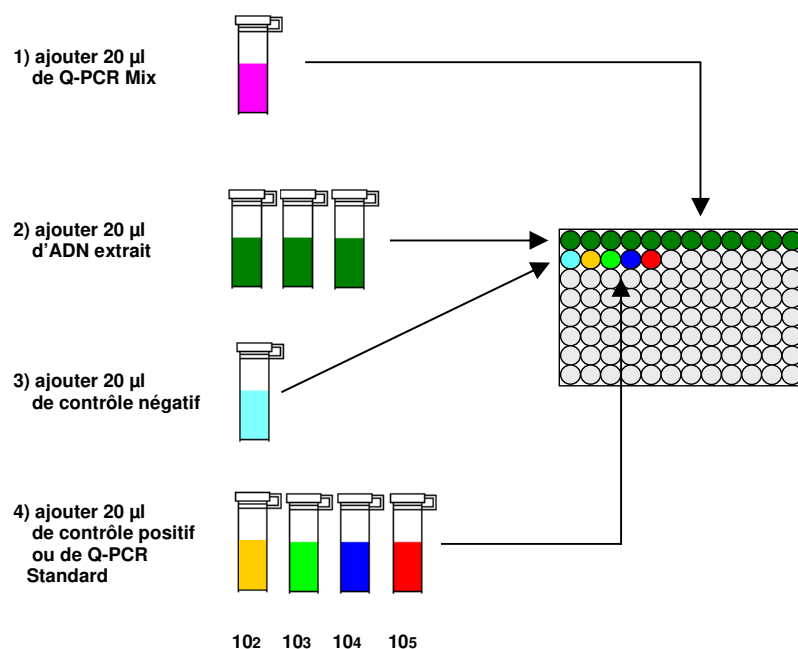 1) ajouter 20 µl
de Q-PCR Mix
2) ajouter 20 µl
d’ADN extrait
3) ajouter 20 µl
de contrôle négatif
4) ajouter 20 µl
de contrôle positif
ou de Q-PCR
Standard
102 103 104 105